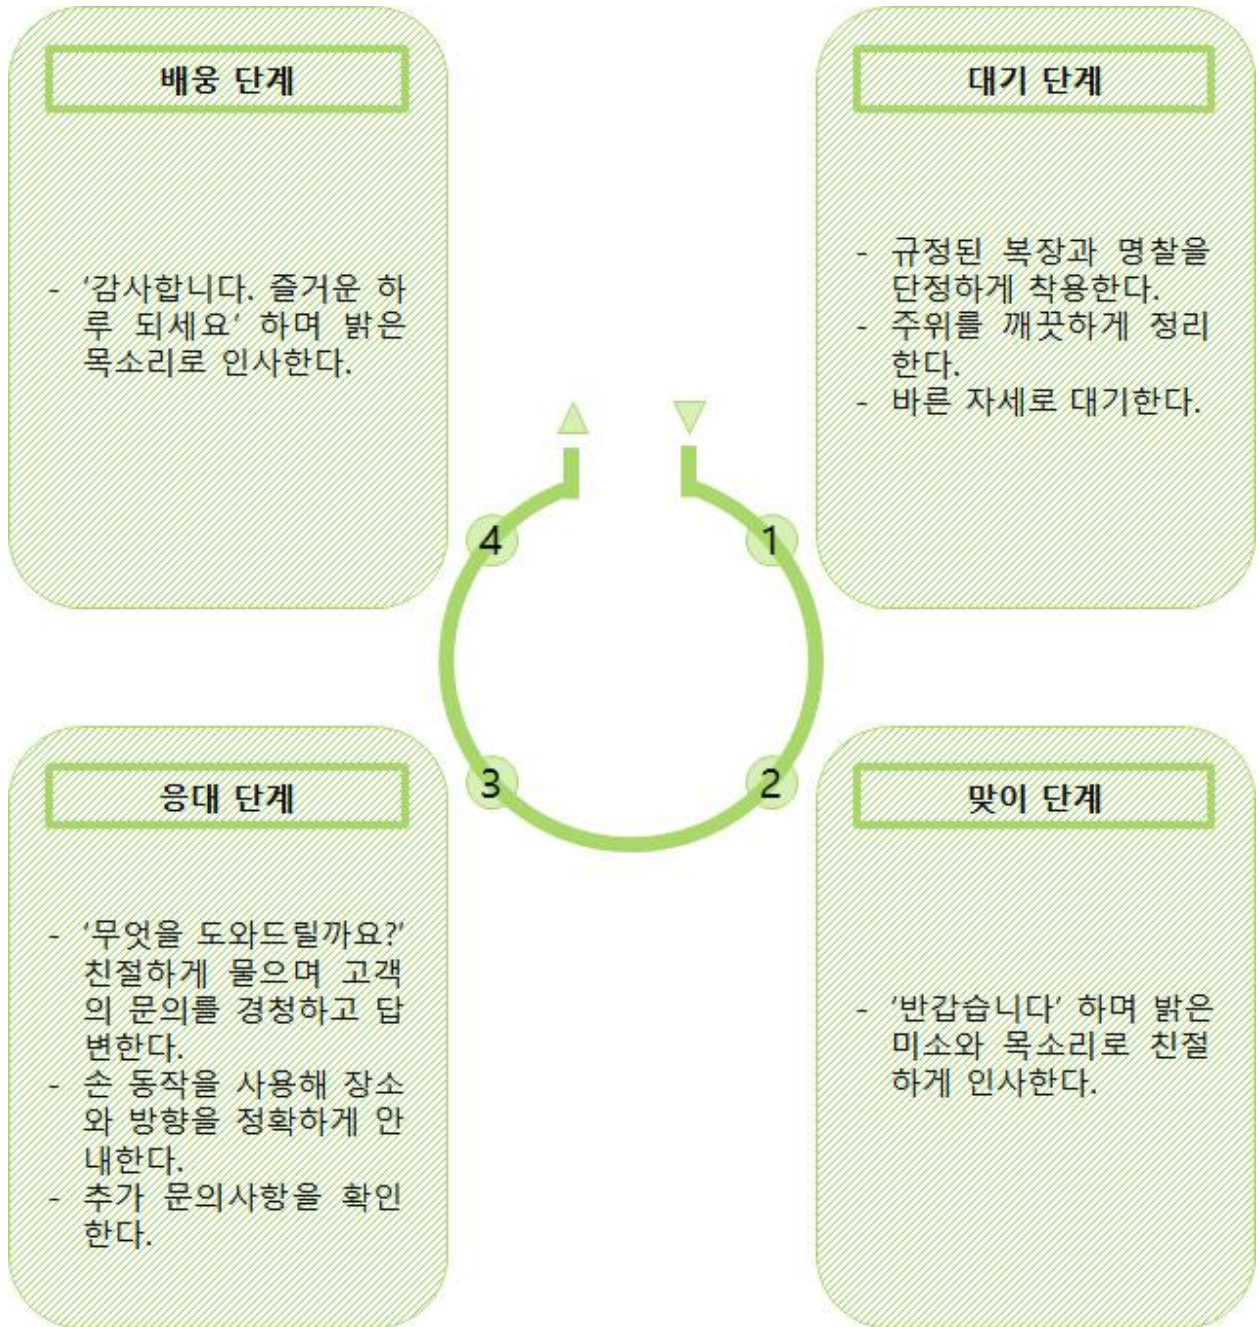 배웅 단계
- '감사합니다. 즐거운 하
루 되세요' 하며 밝은
목소리로 인사한다.
대기 단계
- 규정된 복장과 명찰을
단정하게 착용한다.
- 주위를 깨끗하게 정리
한다.
- 바른 자세로 대기한다.
4
1
3
2
응대 단계
- '무엇을 도와드릴까요?'
친절하게 물으며 고객
의 문의를 경청하고 답
변한다.
- 손 동작을 사용해 장소
와 방향을 정확하게 안
내한다.
- 추가 문의사항을 확인
한다.
맞이 단계
- '반갑습니다' 하며 밝은
미소와 목소리로 친절
하게 인사한다.